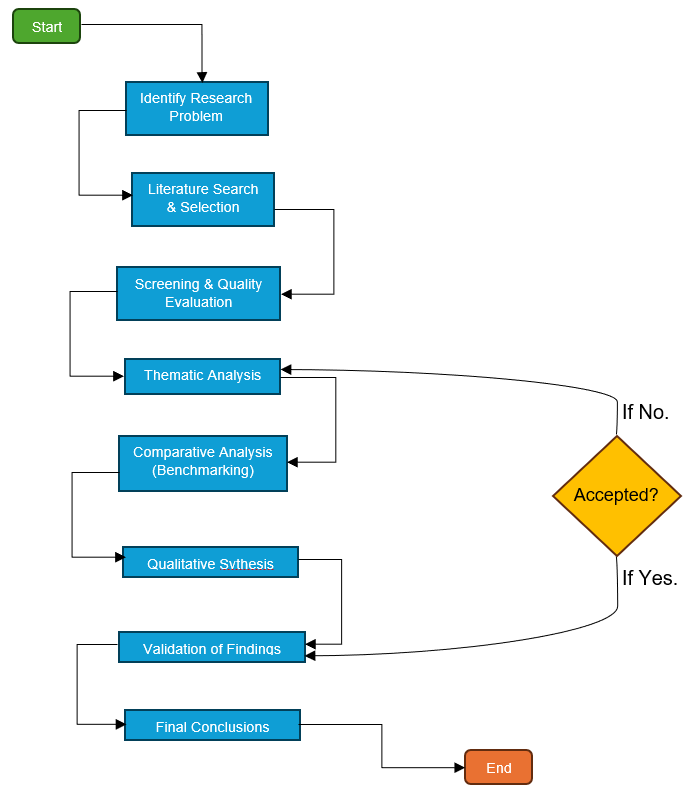 Start
Identify Research
Problem
Literature Search
& Selection
Screening & Quality
Evaluation
Thematic Analysis
If No.
Comparative Analysis
(Benchmarking)
Accepted?
Qualitative Svthesis
If Yes.
Validation of Findings
Final Conclusions
End